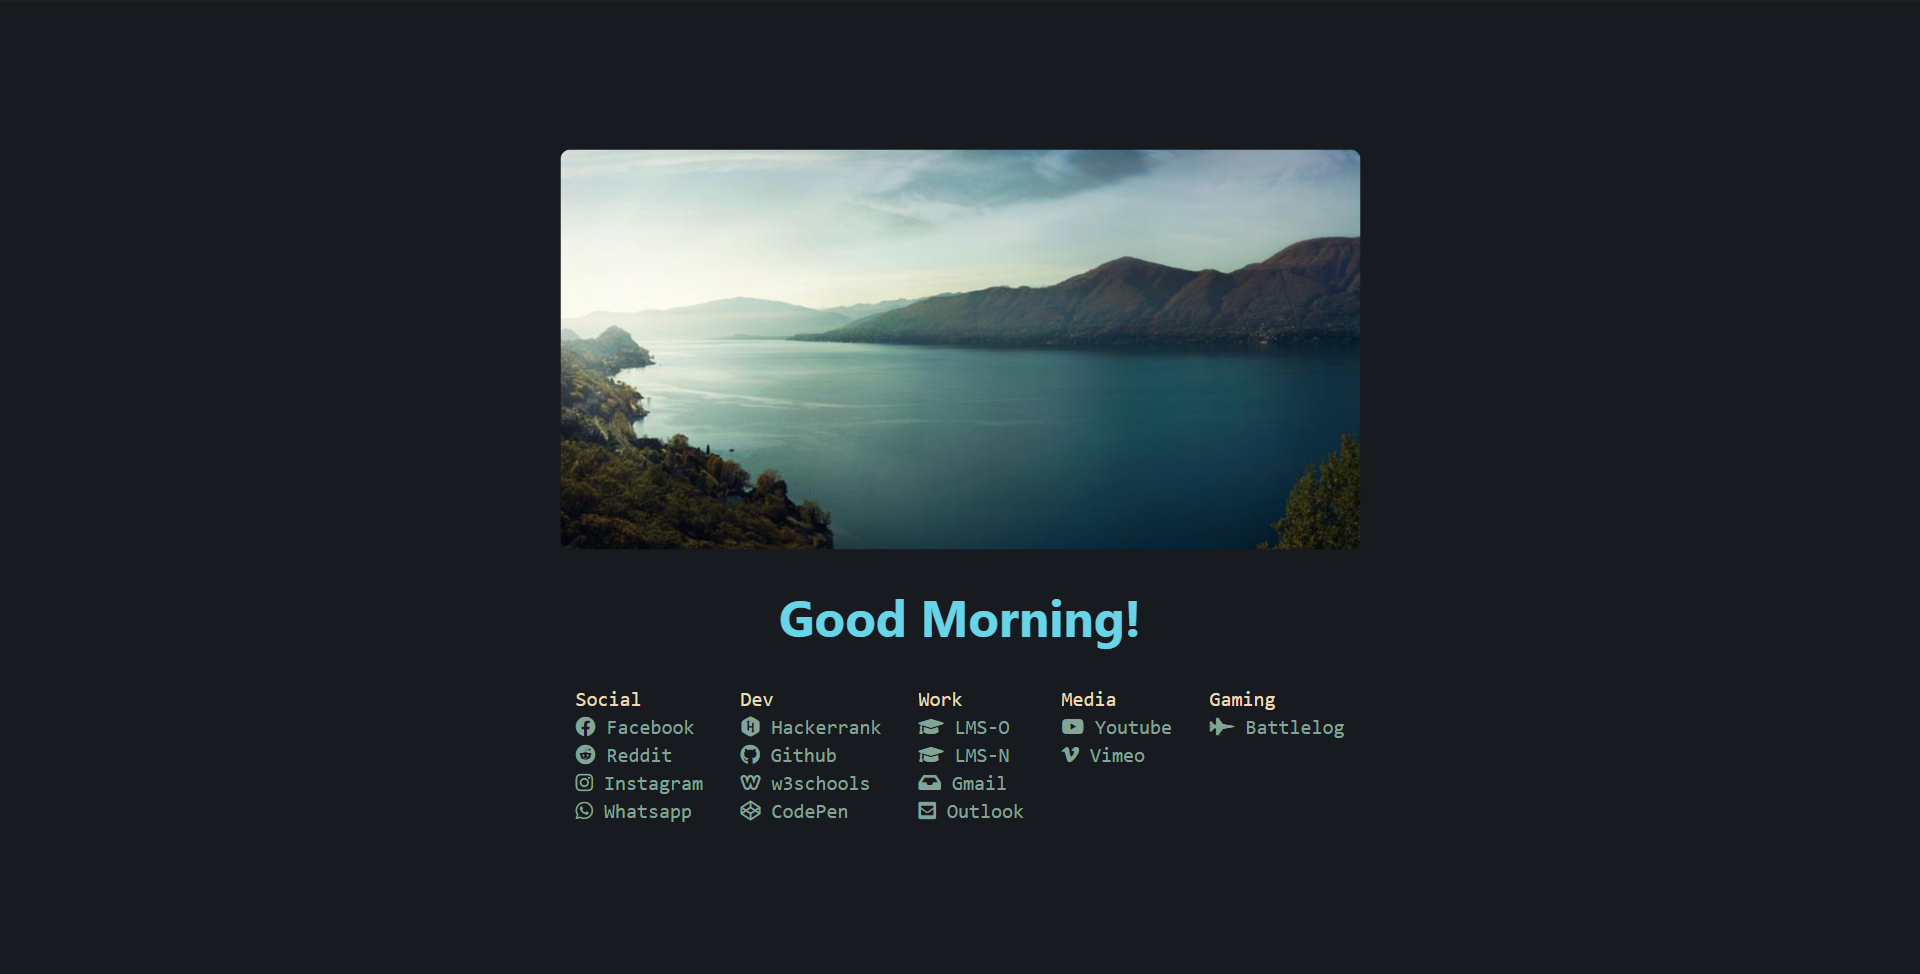 Good Morning!
Social
Facebook
Reddit
Instagram
Whatsapp
Dev
Hackerrank
Github
w3schools
CodePen
Work
LMS-O
LMS-N
Gmail
Outlook
Media
Youtube
Vimeo
Gaming
Battlelog